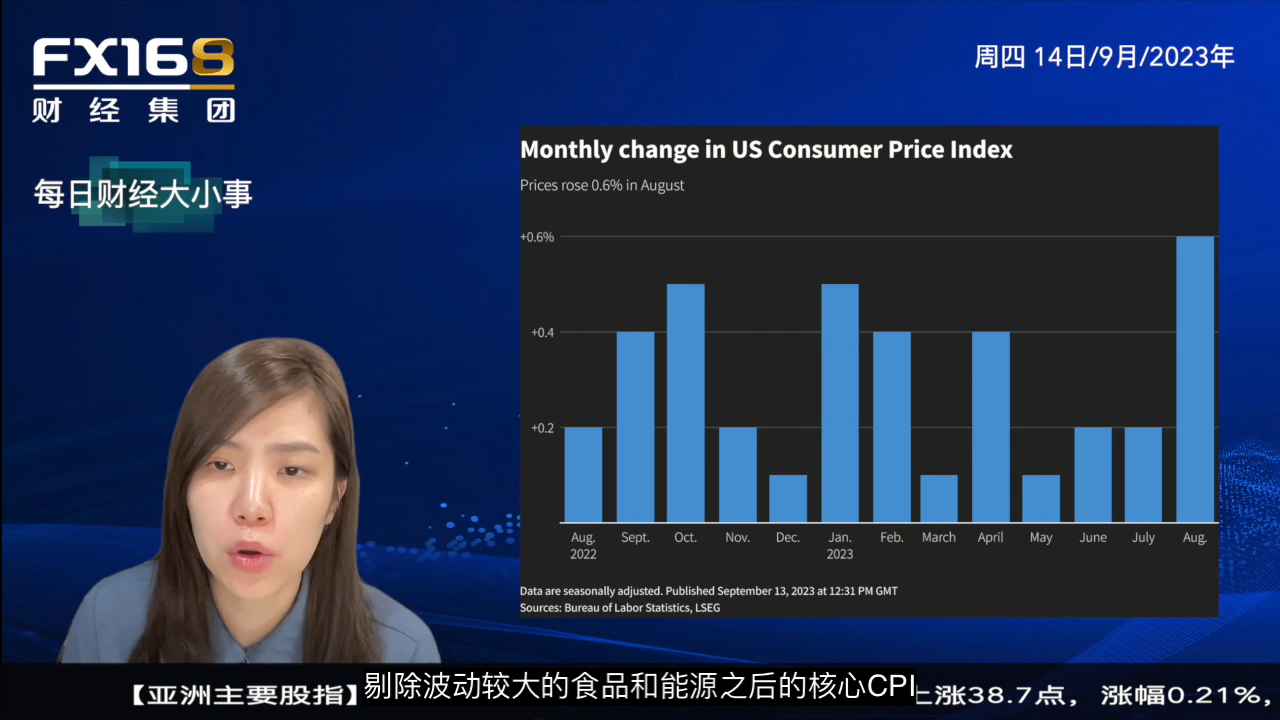 FX168
财经集团
周四 14日/9月/2023年
每日财经大小事
Monthly change in US Consumer Price Index
Prices rose 0.6% in August
+0.6%
+0.4
+0.2
Aug. 2022
Sept.
Oct.
Nov.
Dec.
Jan. 2023
Feb.
March
April
May
June
July
Aug.
Data are seasonally adjusted. Published September 13, 2023 at 12:31 PM GMT
Sources: Bureau of Labor Statistics, LSEG
剔除波动较大的食品和能源之后的核心CPI
【亚洲主要股指】
上涨38.7点，涨幅0.21%，